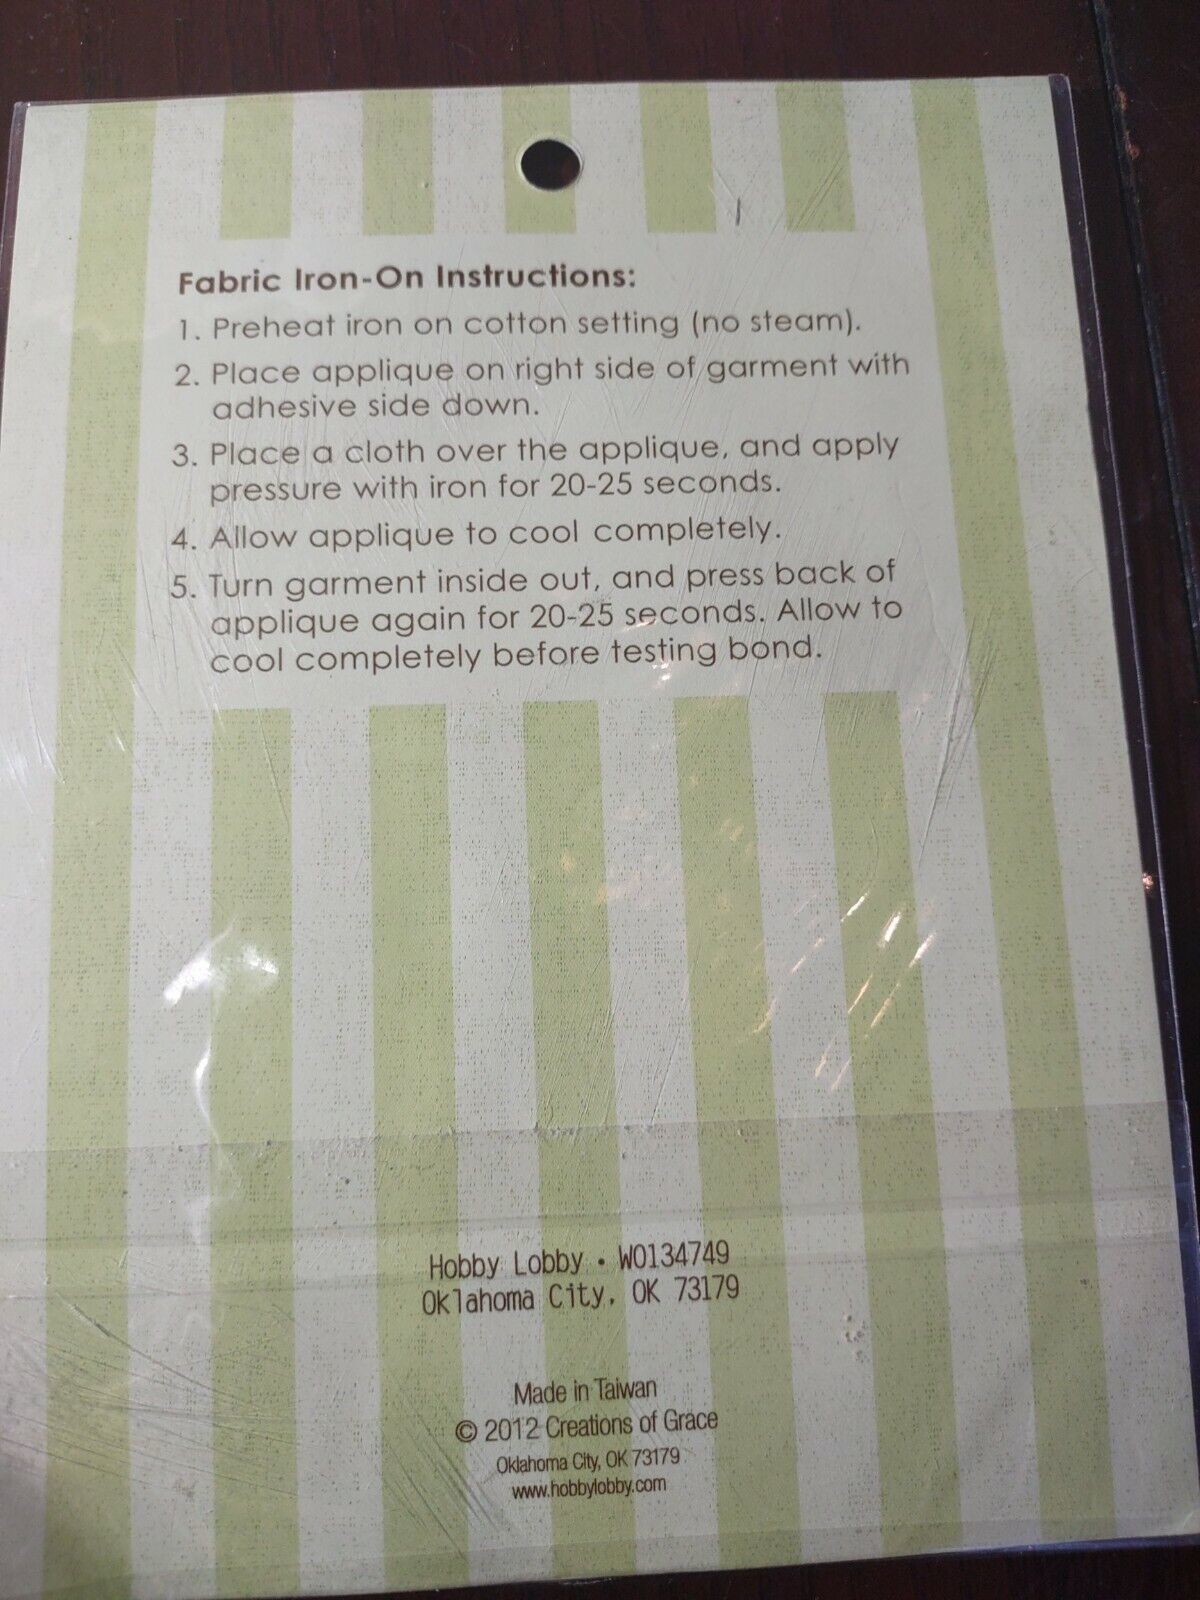 Fabric Iron-On Instructions:
1. Preheat iron on cotton setting (no steam).
2. Place applique on right side of garment with
adhesive side down.
3. Place a cloth over the applique, and apply
pressure with iron for 20-25 seconds.
4. Allow applique to cool completely.
5. Turn garment inside out, and press back of
applique again for 20-25 seconds. Allow to
cool completely before testing bond.
Hobby Lobby • WO134749
Oklahoma City, OK 73179
Made in Taiwan
© 2012 Creations of Grace
Oklahoma City, OK 73179
www.hobbylobby.com